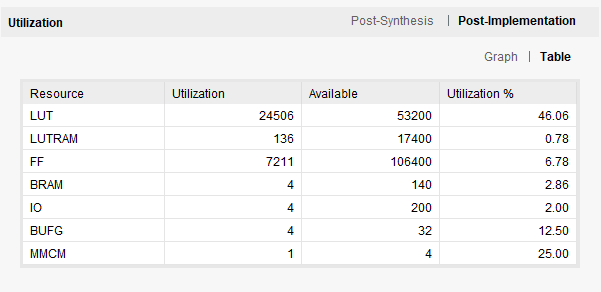 Utilization Post-Synthesis | Post-Implementation
Graph | Table
Resource Utilization Available Utilization %
LUT 24506 53200 46.06
LUTRAM 136 17400 0.78
FF 7211 106400 6.78
BRAM 4 140 2.86
IO 4 200 2.00
BUFG 4 32 12.50
MMCM 1 4 25.00